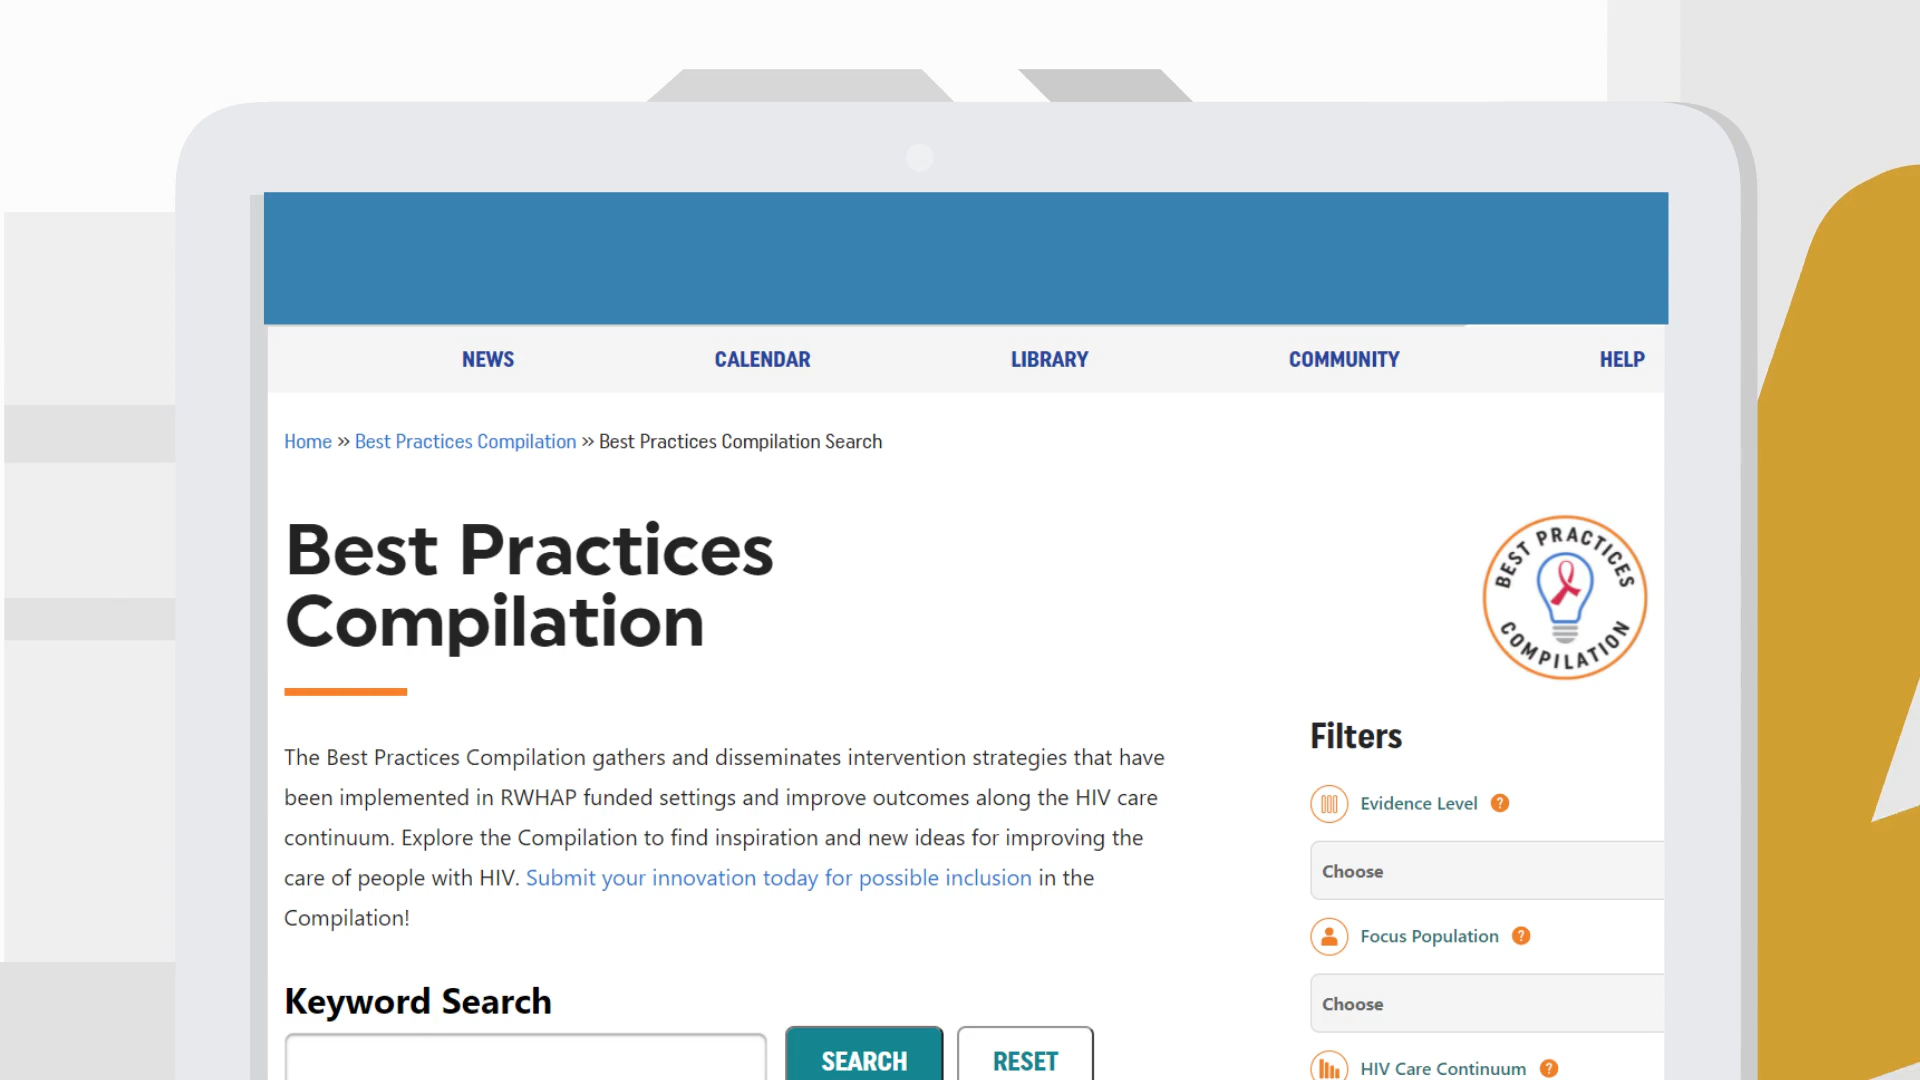 NEWS CALENDAR LIBRARY COMMUNITY HELP
Home » Best Practices Compilation » Best Practices Compilation Search
Best Practices
Compilation
BEST PRACTICES
COMPILATION
The Best Practices Compilation gathers and disseminates intervention strategies that have
been implemented in RWHAP funded settings and improve outcomes along the HIV care
continuum. Explore the Compilation to find inspiration and new ideas for improving the
care of people with HIV. Submit your innovation today for possible inclusion in the
Compilation!
Keyword Search
SEARCH RESET
Filters
Evidence Level ?
Choose
Focus Population ?
Choose
HIV Care Continuum ?